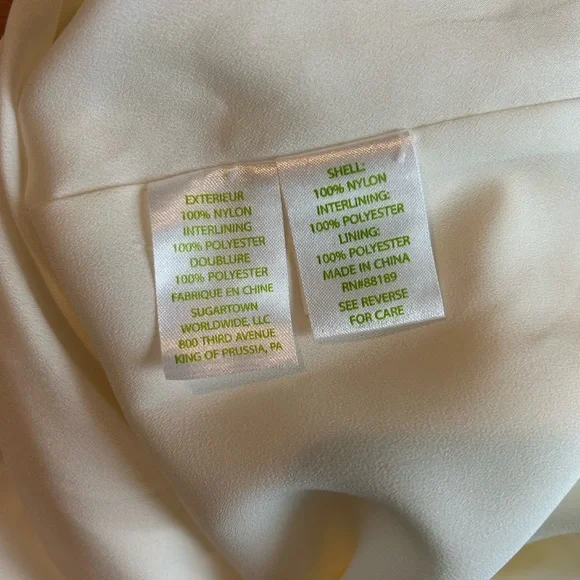 EXTERIEUR
100% NYLON
INTERLINING
100% POLYESTER
DOUBLURE
100% POLYESTER
FABRIQUE EN CHINE
SUGARTOWN
WORLDWIDE, LLC
800 THIRD AVENUE
KING OF PRUSSIA, PA
SHELL:
100% NYLON
INTERLINING:
100% POLYESTER
LINING:
100% POLYESTER
MADE IN CHINA
RN#88189
SEE REVERSE
FOR CARE